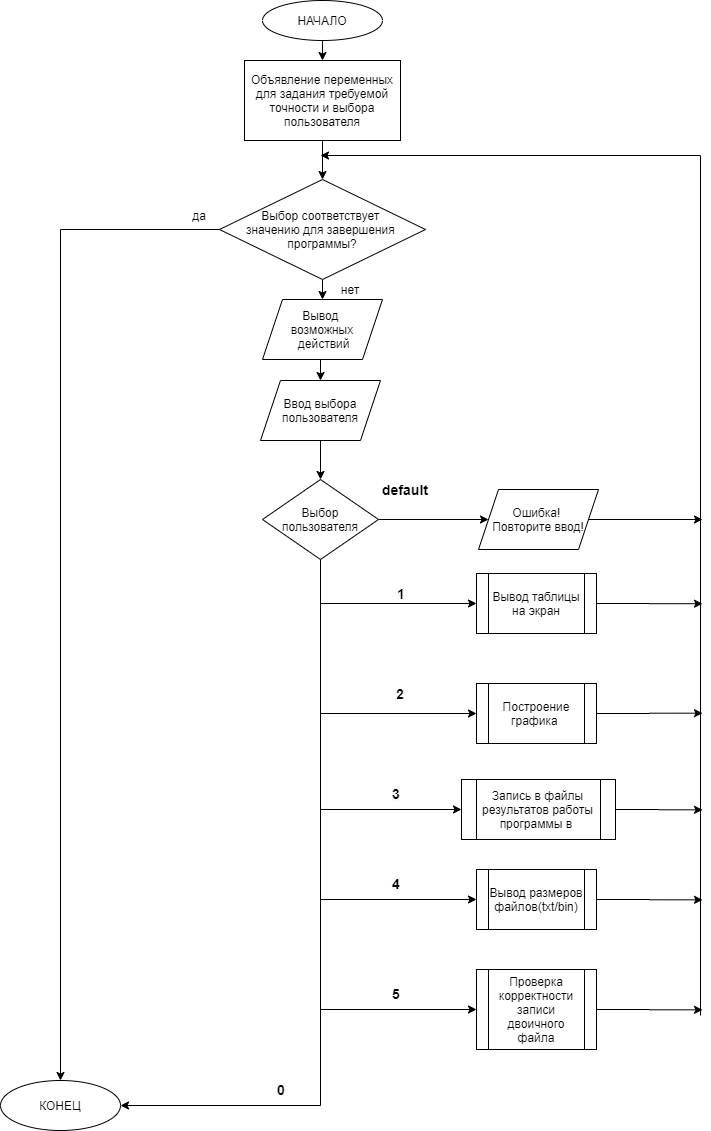 НАЧАЛО
Объявление переменных
для задания требуемой
точности и выбора
пользователя
да
Выбор соответствует
значению для завершения
программы?
нет
Вывод
возможных
действий
Ввод выбора
пользователя
default
Выбор
пользователя
Ошибка!
Повторите ввод!
1
Вывод таблицы
на экран
2
Построение
графика
3
Запись в файлы
результатов работы
программы в
4
Вывод размеров
файлов(txt/bin)
5
Проверка
корректности
записи
двоичного
файла
0
КОНЕЦ